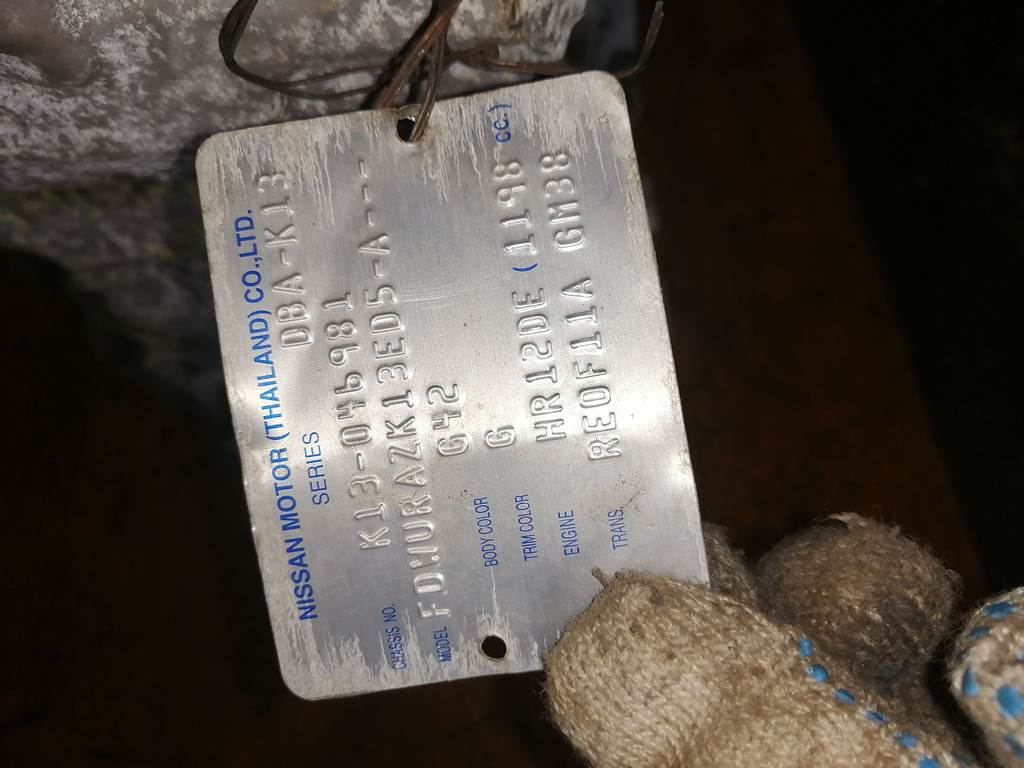 NISSAN MOTOR (THAILAND) CO.,LTD.
SERIES DBA-K13
CHASSIS NO. K13-046981
MODEL FDWURAZK13ED5-A---
BODY COLOR G42
TRIM COLOR G
ENGINE HR12DE (1198 CC.)
TRANS. RE0F11A GM38